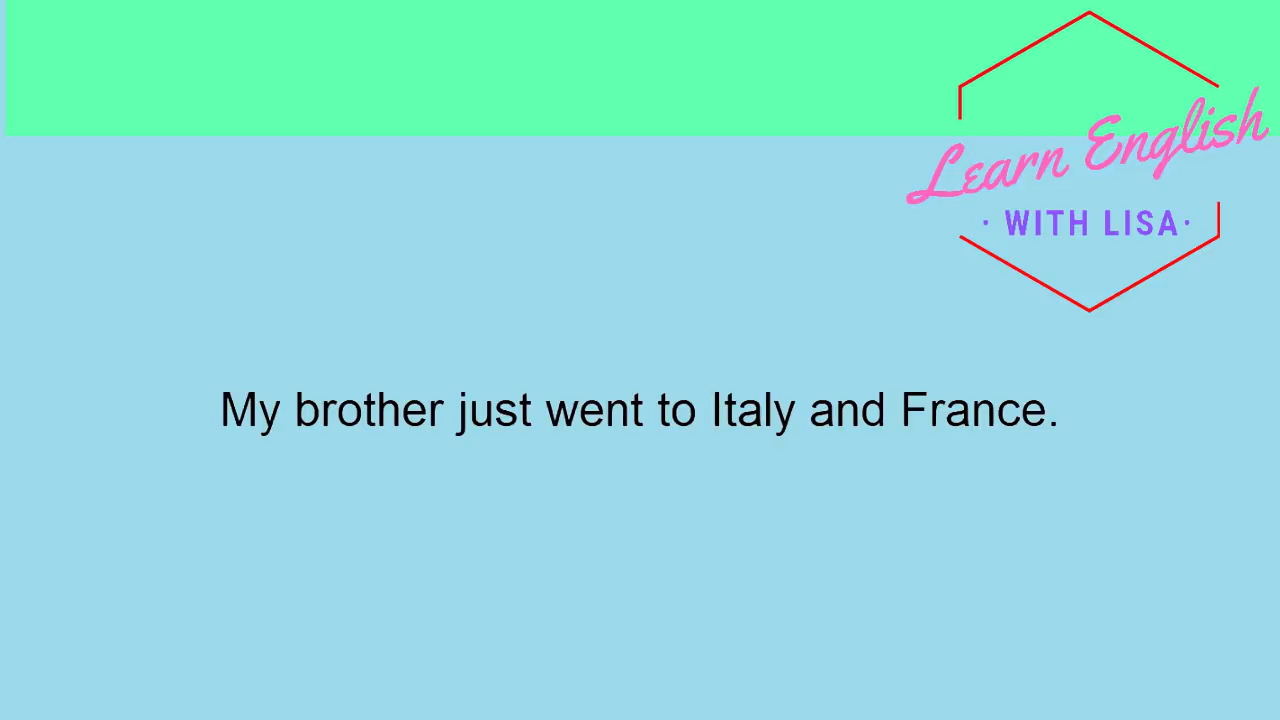 Learn English
· WITH LISA·
My brother just went to Italy and France.